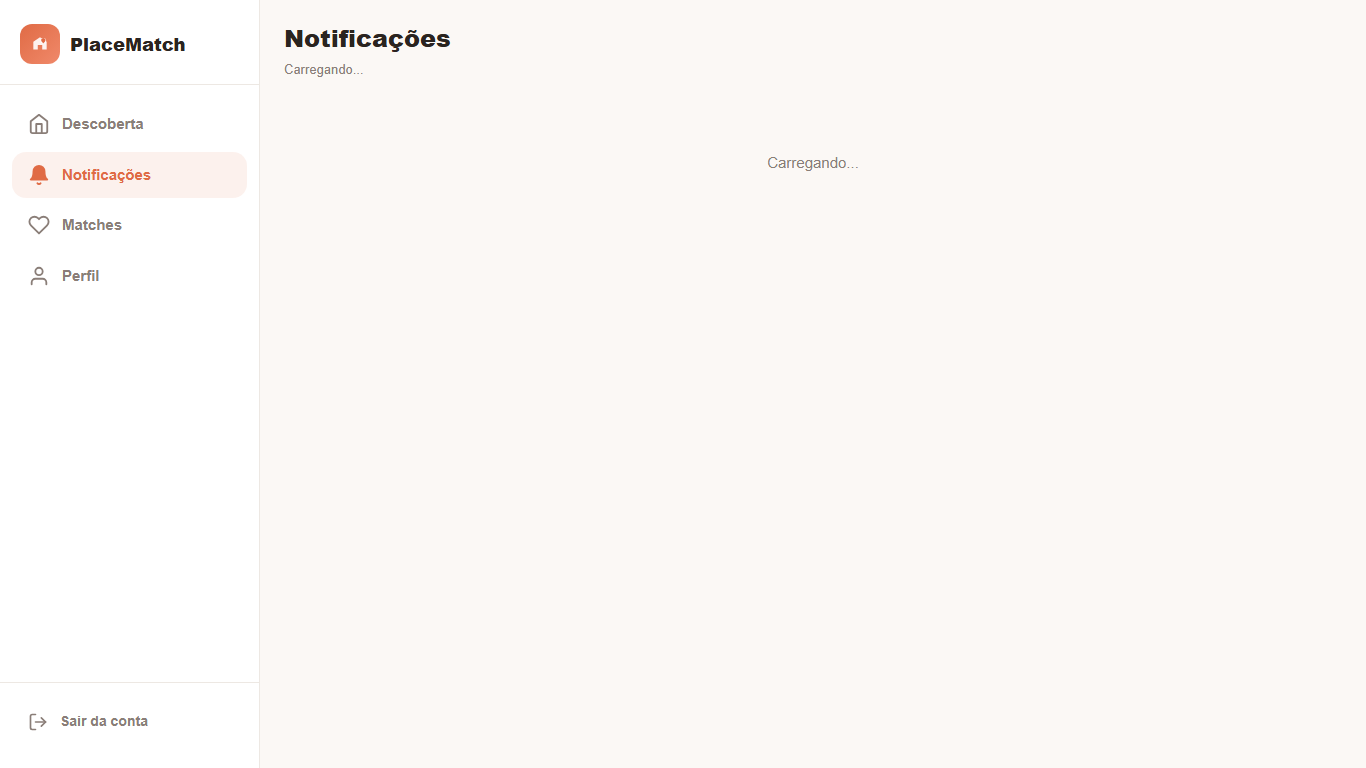 PlaceMatch
Descoberta
Notificações
Matches
Perfil
Sair da conta
Notificações
Carregando...
Carregando...